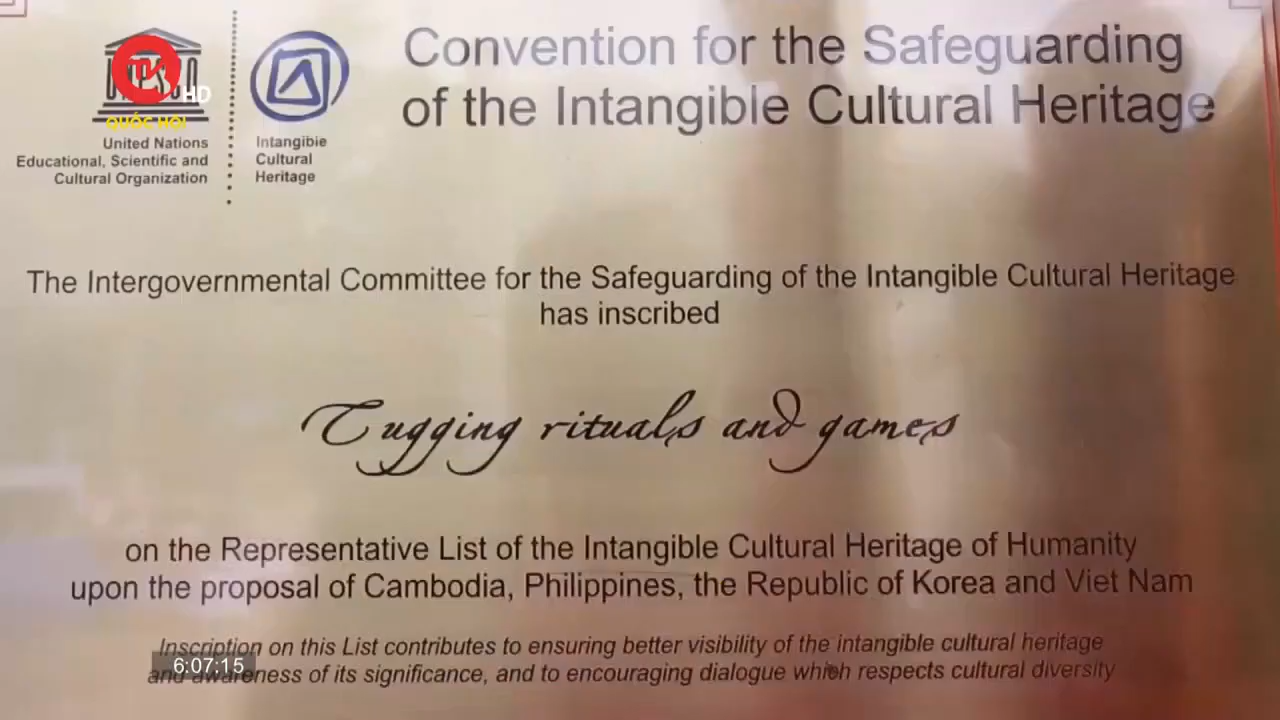 UNESCO
TV
HD
QUỐC HỘI
United Nations
Educational, Scientific and
Cultural Organization
Intangible
Cultural
Heritage
Convention for the Safeguarding
of the Intangible Cultural Heritage
The Intergovernmental Committee for the Safeguarding of the Intangible Cultural Heritage
has inscribed
Tugging rituals and games
on the Representative List of the Intangible Cultural Heritage of Humanity
upon the proposal of Cambodia, Philippines, the Republic of Korea and Viet Nam
Inscription on this List contributes to ensuring better visibility of the intangible cultural heritage
and awareness of its significance, and to encouraging dialogue which respects cultural diversity
6:07:15